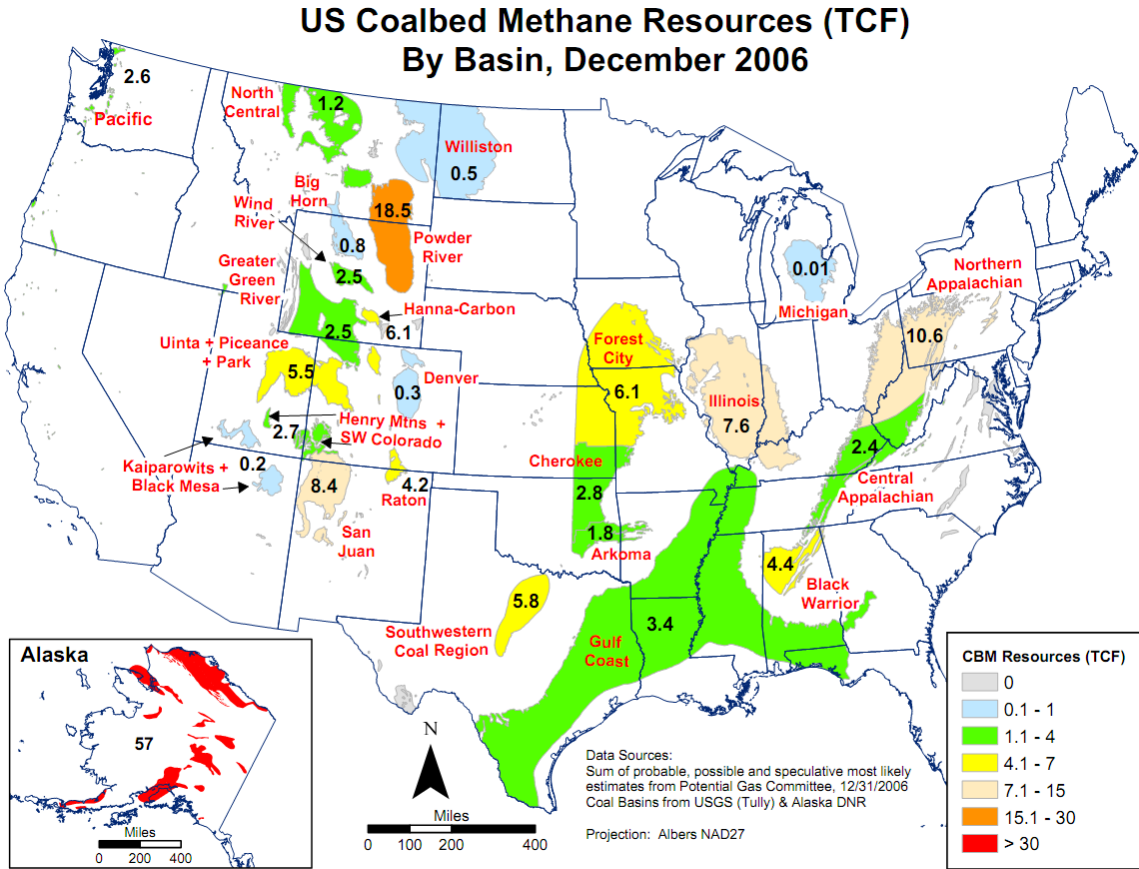 US Coalbed Methane Resources (TCF)
By Basin, December 2006
2.6
Pacific
North
Central
1.2
Williston
0.5
Big
Horn
Wind
River
18.5
0.8
Powder
River
Greater
Green
River
2.5
Hanna-Carbon
2.5
6.1
Uinta + Piceance
+ Park
5.5
Denver
0.3
Henry Mtns +
SW Colorado
2.7
Kaiparowits +
Black Mesa
0.2
8.4
San
Juan
4.2
Raton
Forest
City
6.1
Cherokee
2.8
1.8
Arkoma
Illinois
7.6
0.01
Michigan
Northern
Appalachian
10.6
2.4
Central
Appalachian
4.4
Black
Warrior
5.8
Southwestern
Coal Region
Gulf
Coast
3.4
Alaska
57
Miles
0 200 400
N
Miles
0 100 200 400
Data Sources:
Sum of probable, possible and speculative most likely
estimates from Potential Gas Committee, 12/31/2006
Coal Basins from USGS (Tully) & Alaska DNR
Projection: Albers NAD27
CBM Resources (TCF)
0
0.1 - 1
1.1 - 4
4.1 - 7
7.1 - 15
15.1 - 30
> 30